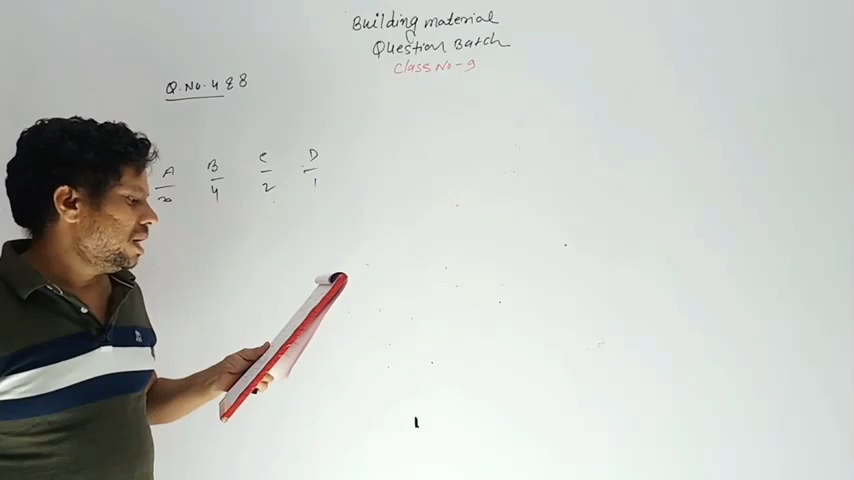 Building material
Question Batch
Class No-9
Q.No. 488
A B C D
4 2 1